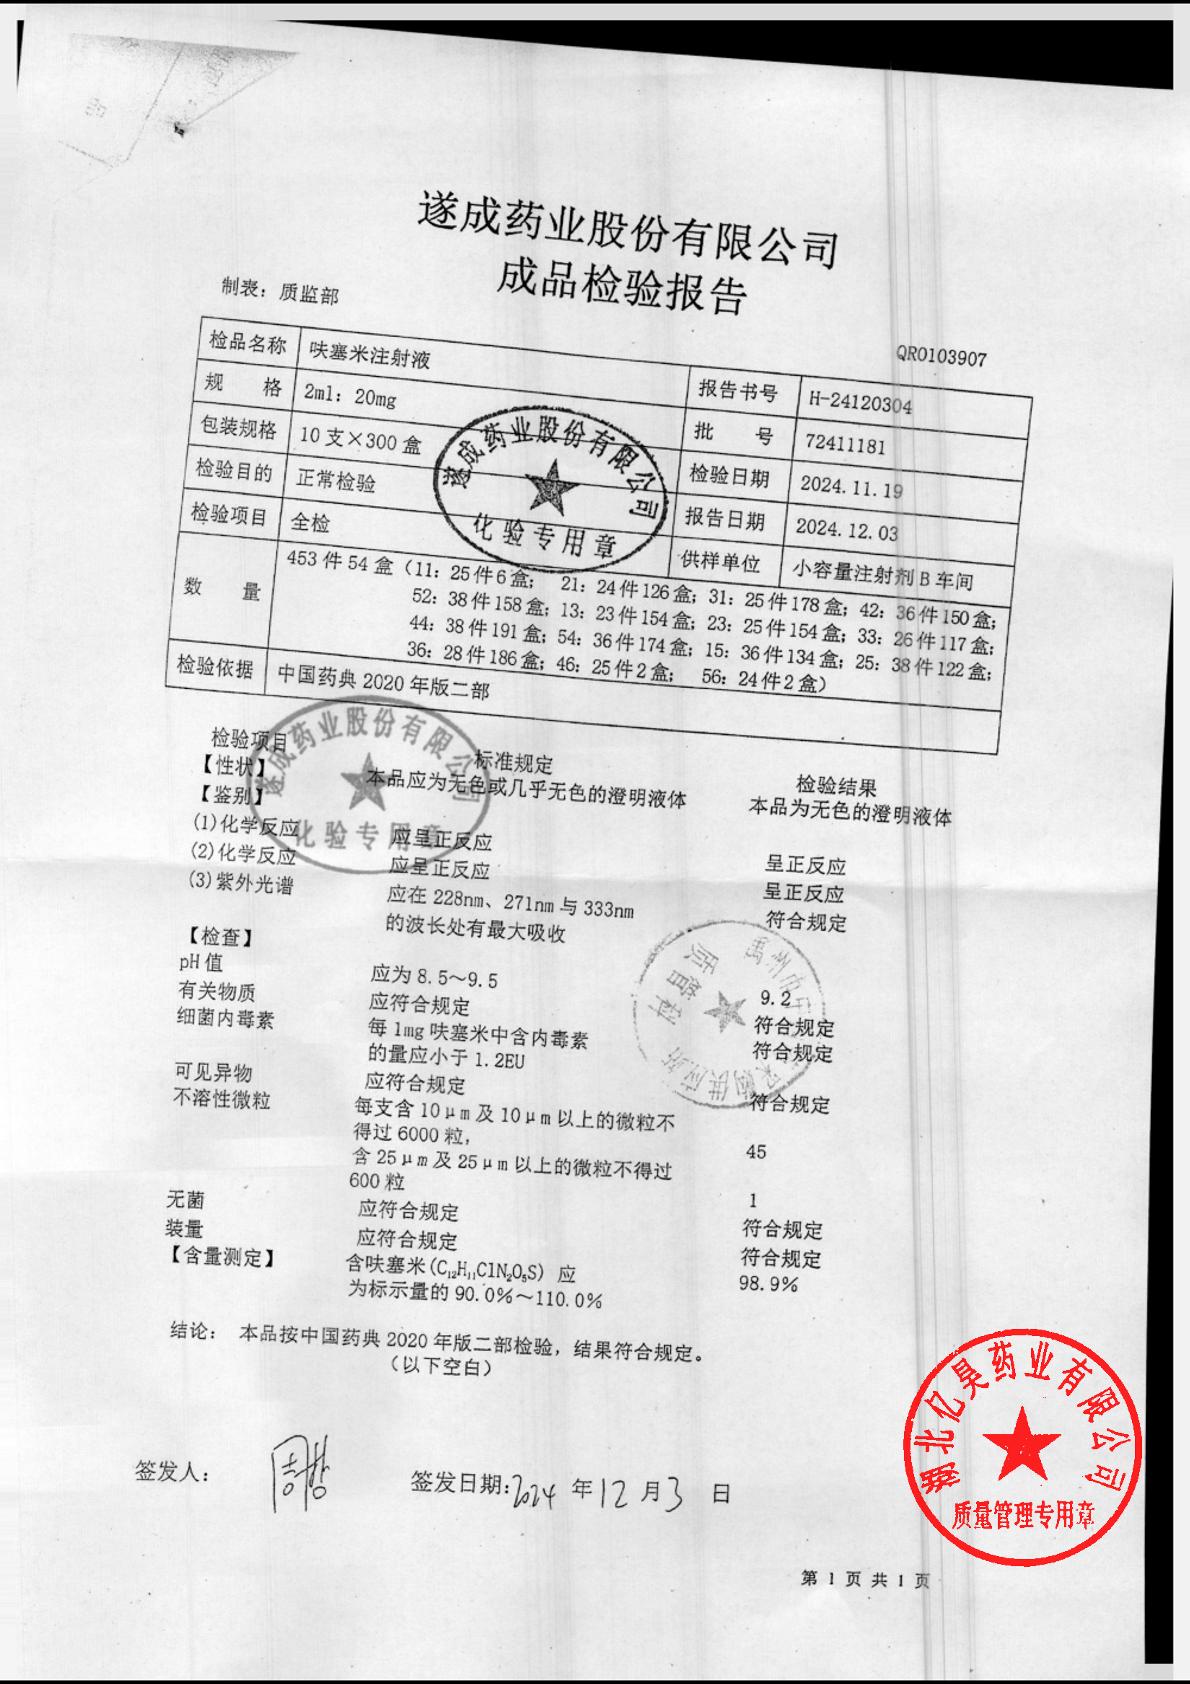 遂成药业股份有限公司
成品检验报告
制表：质监部
QR0103907
检品名称 呋塞米注射液 报告书号 H-24120304
规 格 2ml：20mg 批 号 72411181
包装规格 10支×300盒 检验日期 2024.11.19
检验目的 正常检验 报告日期 2024.12.03
检验项目 全检 供样单位 小容量注射剂B车间
数 量 453件54盒（11：25件6盒； 21：24件126盒；31：25件178盒；42：36件150盒；
52：38件158盒；13：23件154盒；23：25件154盒；33：26件117盒；
44：38件191盒；54：36件174盒；15：36件134盒；25：38件122盒；
36：28件186盒；46：25件2盒； 56：24件2盒）
检验依据 中国药典2020年版二部
遂成药业股份有限公司
化验专用章
遂成药业股份有限公司
化验专用章
检验项目 标准规定 检验结果
【性状】 本品应为无色或几乎无色的澄明液体 本品为无色的澄明液体
【鉴别】
(1)化学反应 应呈正反应 呈正反应
(2)化学反应 应呈正反应 呈正反应
(3)紫外光谱 应在228nm、271nm与333nm 符合规定
的波长处有最大吸收
【检查】
pH值 应为8.5～9.5 9.2
有关物质 应符合规定 符合规定
细菌内毒素 每1mg呋塞米中含内毒素 符合规定
的量应小于1.2EU
可见异物 应符合规定 符合规定
不溶性微粒 每支含10μm及10μm以上的微粒不
得过6000粒， 45
含25μm及25μm以上的微粒不得过
600粒 1
无菌 应符合规定 符合规定
装量 应符合规定 符合规定
【含量测定】 含呋塞米(C₁₂H₁₁ClN₂O₅S) 应 98.9%
为标示量的90.0%～110.0%
禹州市
采购供应站
质管科
结论： 本品按中国药典2020年版二部检验，结果符合规定。
（以下空白）
签发人：
签发日期:2024 年12月3 日
湖北亿昊药业有限公司
质量管理专用章
第 1 页 共 1 页